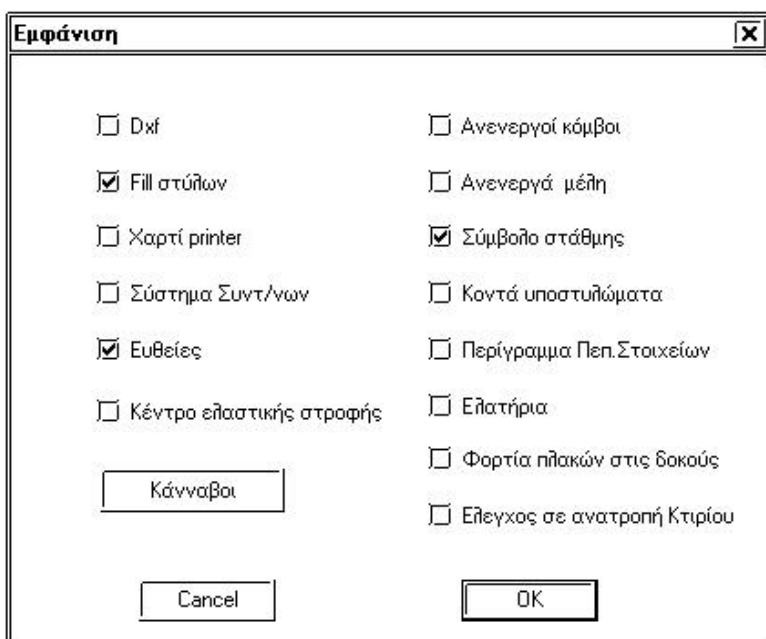 Εμφάνιση
Dxf
Fill στύλων
Χαρτί printer
Σύστημα Συντ/νων
Ευθείες
Κέντρο ελαστικής στροφής
Κάνναβοι
Cancel
Ανενεργοί κόμβοι
Ανενεργά μέλη
Σύμβολο στάθμης
Κοντά υποστυλώματα
Περίγραμμα Πεπ.Στοιχείων
Ελατήρια
Φορτία πλακών στις δοκούς
Ελεγχος σε ανατροπή Κτιρίου
OK